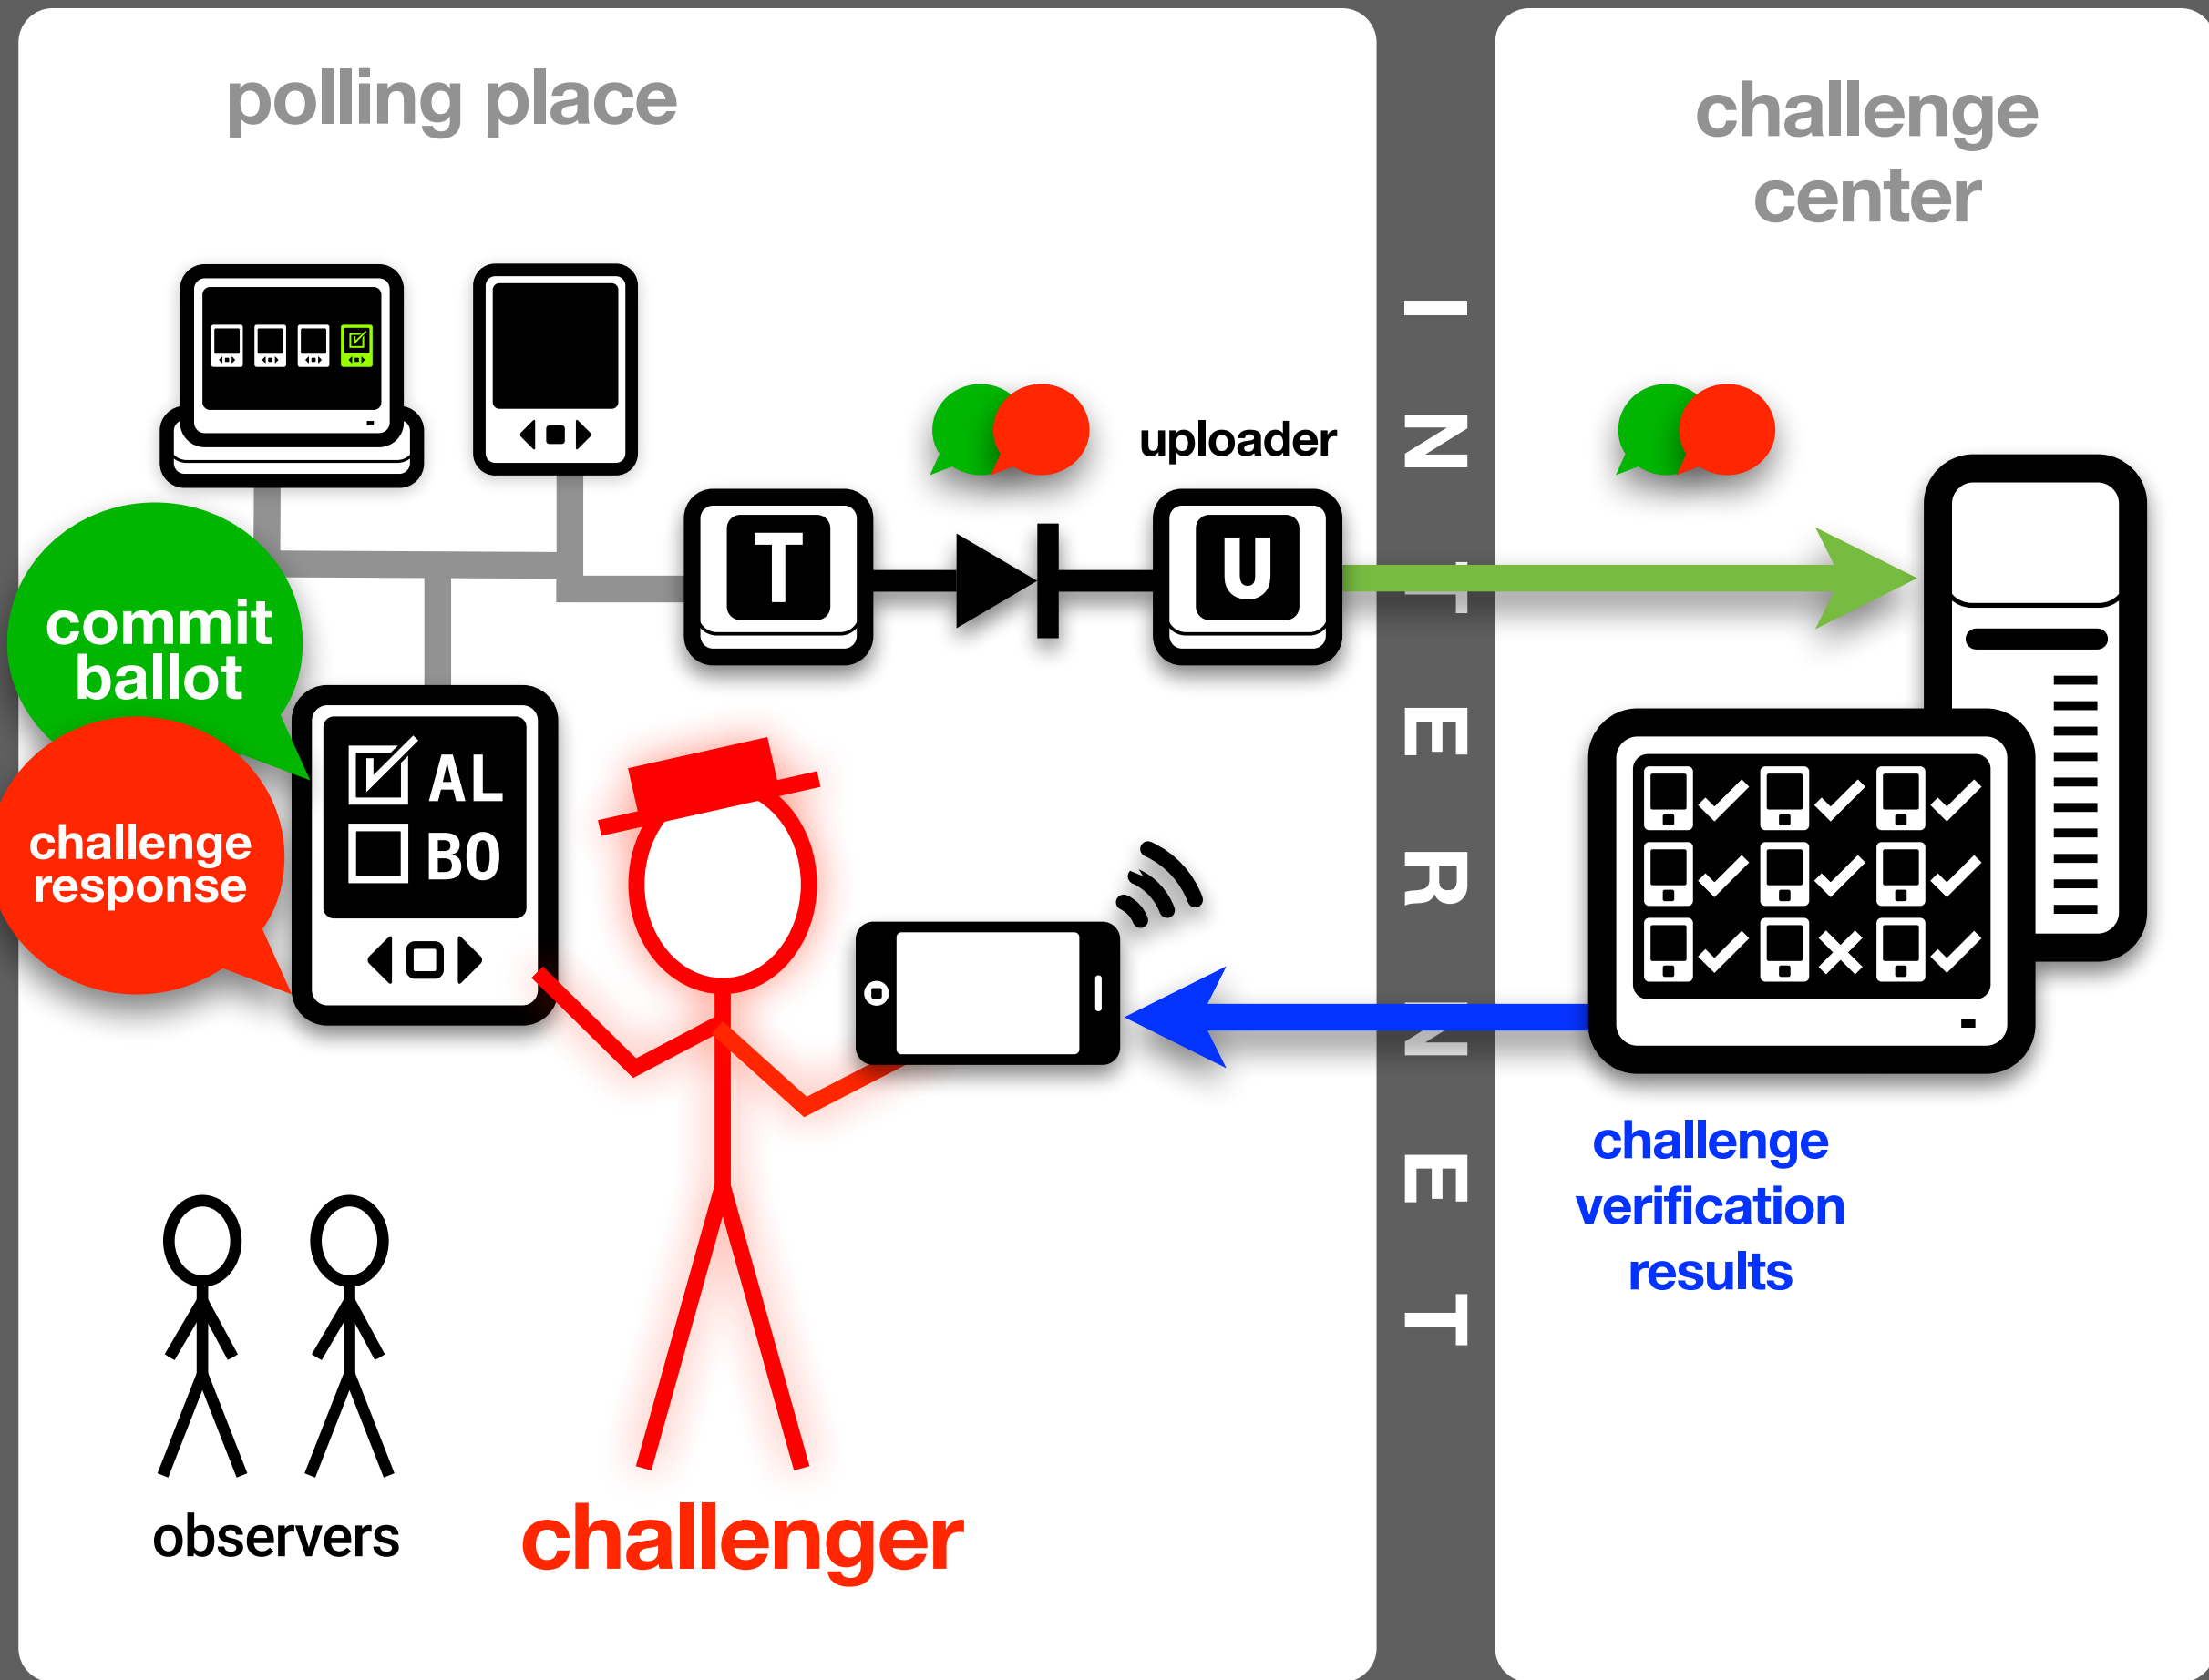 polling place
challenge
center
uploader
T
U
commit
ballot
AL
BO
challenge
response
INTERNET
challenge
verification
results
observers
challenger